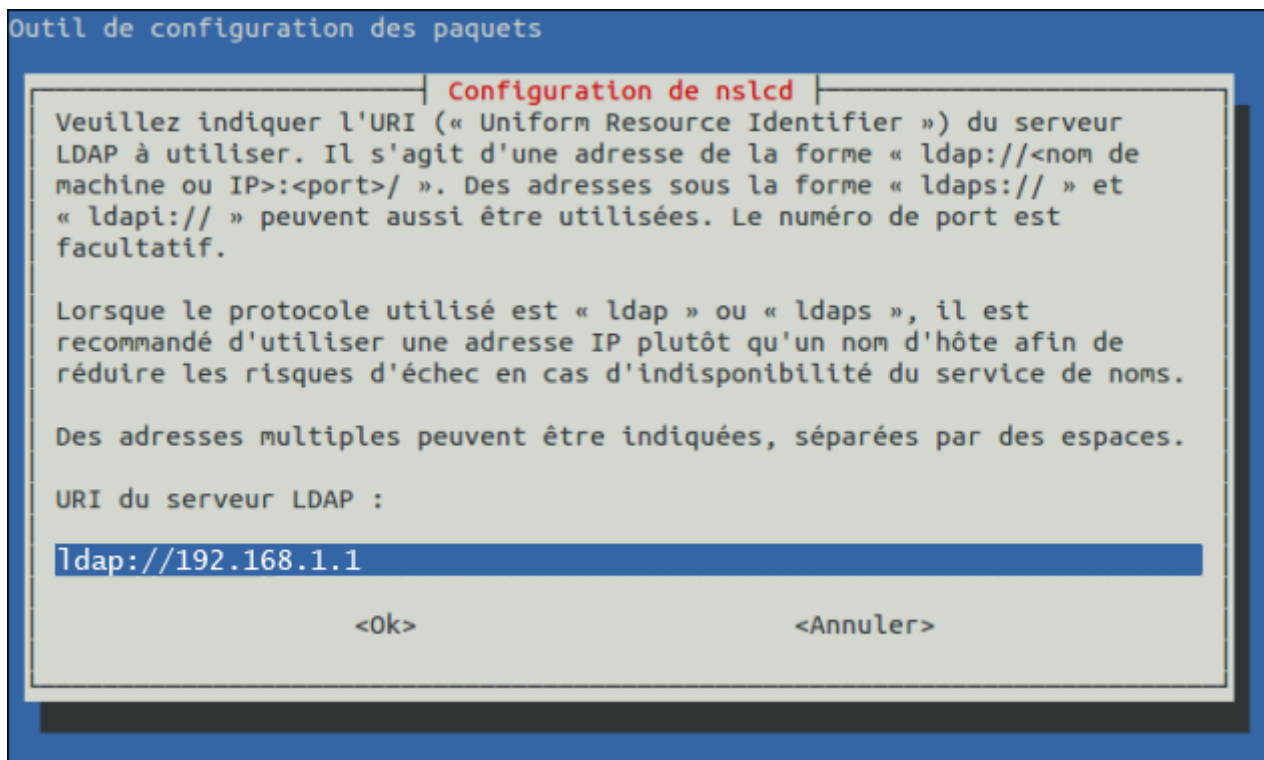 Outil de configuration des paquets
Configuration de nslcd
Veuillez indiquer l'URI (« Uniform Resource Identifier ») du serveur
LDAP à utiliser. Il s'agit d'une adresse de la forme « ldap://<nom de
machine ou IP>:<port>/ ». Des adresses sous la forme « ldaps:// » et
« ldapi:// » peuvent aussi être utilisées. Le numéro de port est
facultatif.
Lorsque le protocole utilisé est « ldap » ou « ldaps », il est
recommandé d'utiliser une adresse IP plutôt qu'un nom d'hôte afin de
réduire les risques d'échec en cas d'indisponibilité du service de noms.
Des adresses multiples peuvent être indiquées, séparées par des espaces.
URI du serveur LDAP :
ldap://192.168.1.1
<Ok> <Annuler>